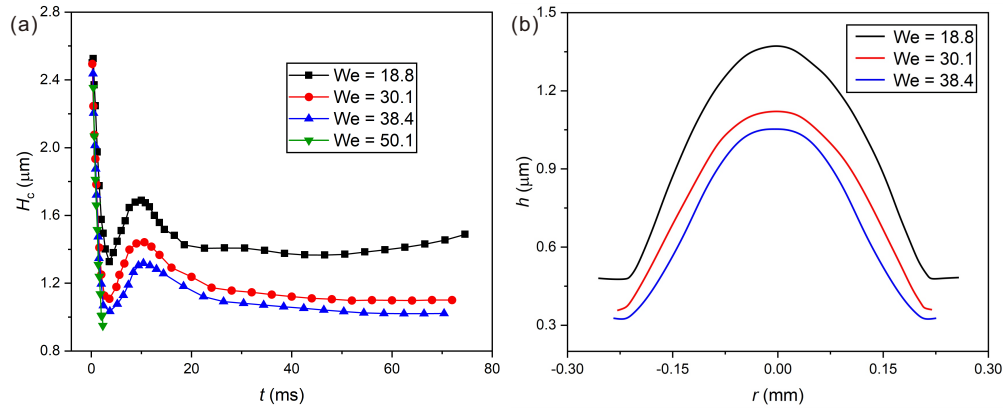 (a)
2.8
2.4
2.0
1.6
1.2
0.8
H_c (μm)
0
20
40
60
80
t (ms)
We = 18.8
We = 30.1
We = 38.4
We = 50.1
(b)
1.5
1.2
0.9
0.6
0.3
h (μm)
-0.30
-0.15
0.00
0.15
0.30
r (mm)
We = 18.8
We = 30.1
We = 38.4